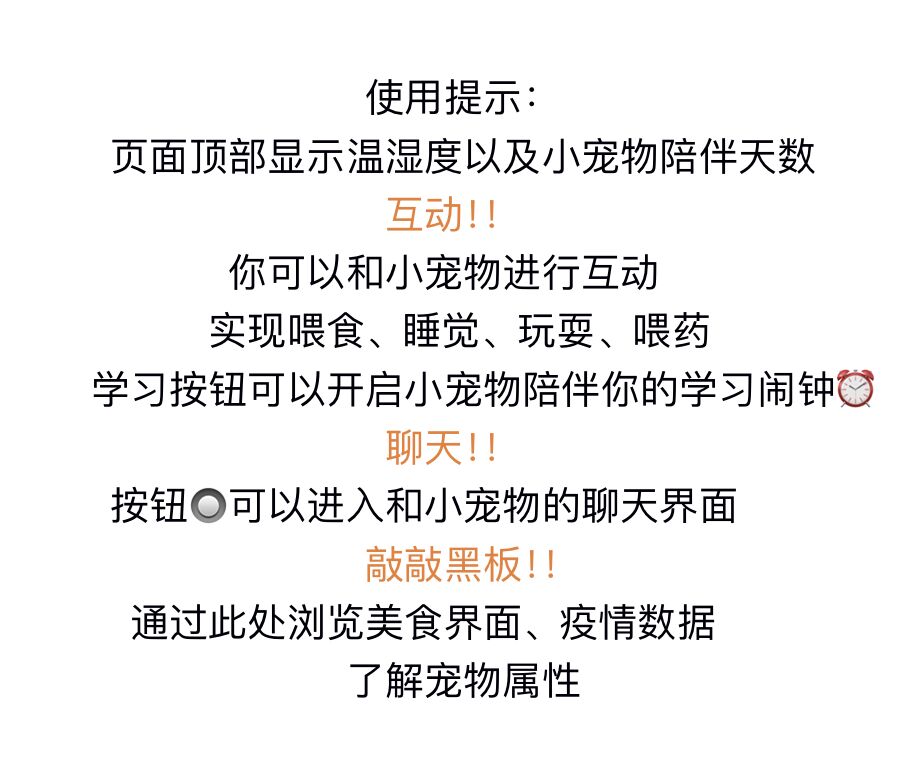 使用提示：
页面顶部显示温湿度以及小宠物陪伴天数
互动!!
你可以和小宠物进行互动
实现喂食、睡觉、玩耍、喂药
学习按钮可以开启小宠物陪伴你的学习闹钟⏰
聊天!!
按钮🔘可以进入和小宠物的聊天界面
敲敲黑板!!
通过此处浏览美食界面、疫情数据
了解宠物属性